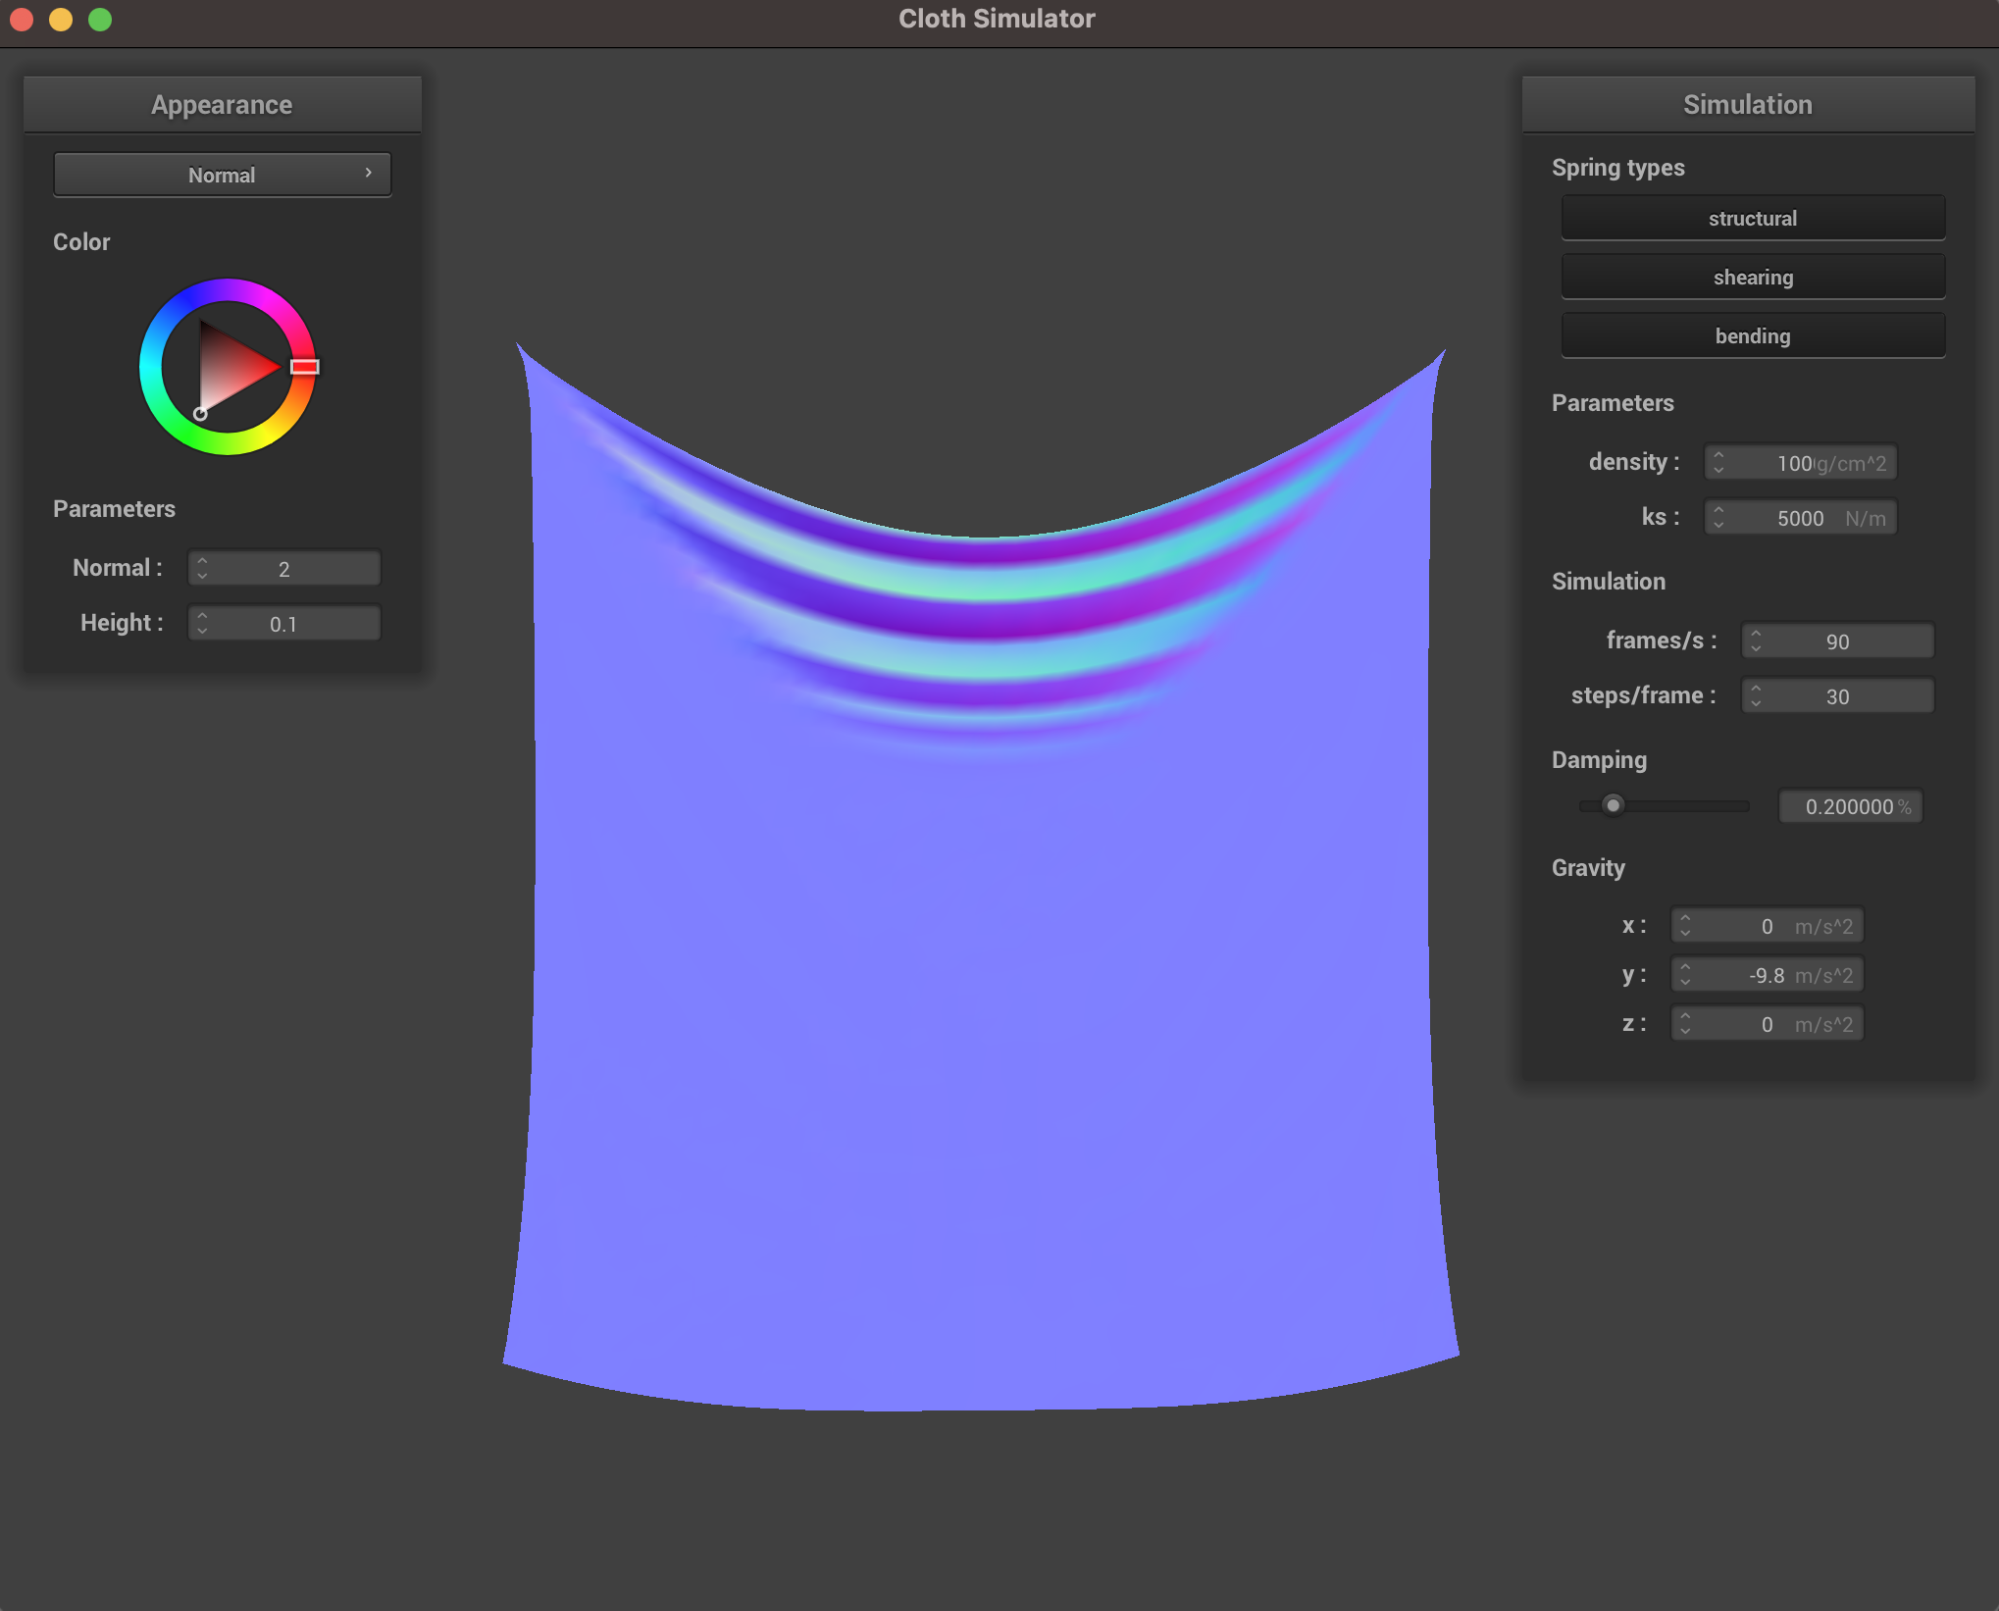 Cloth Simulator
Appearance
Normal
Color
Parameters
Normal : 2
Height : 0.1
Simulation
Spring types
structural
shearing
bending
Parameters
density : 100 g/cm^2
ks : 5000 N/m
Simulation
frames/s : 90
steps/frame : 30
Damping
0.200000 %
Gravity
x : 0 m/s^2
y : -9.8 m/s^2
z : 0 m/s^2